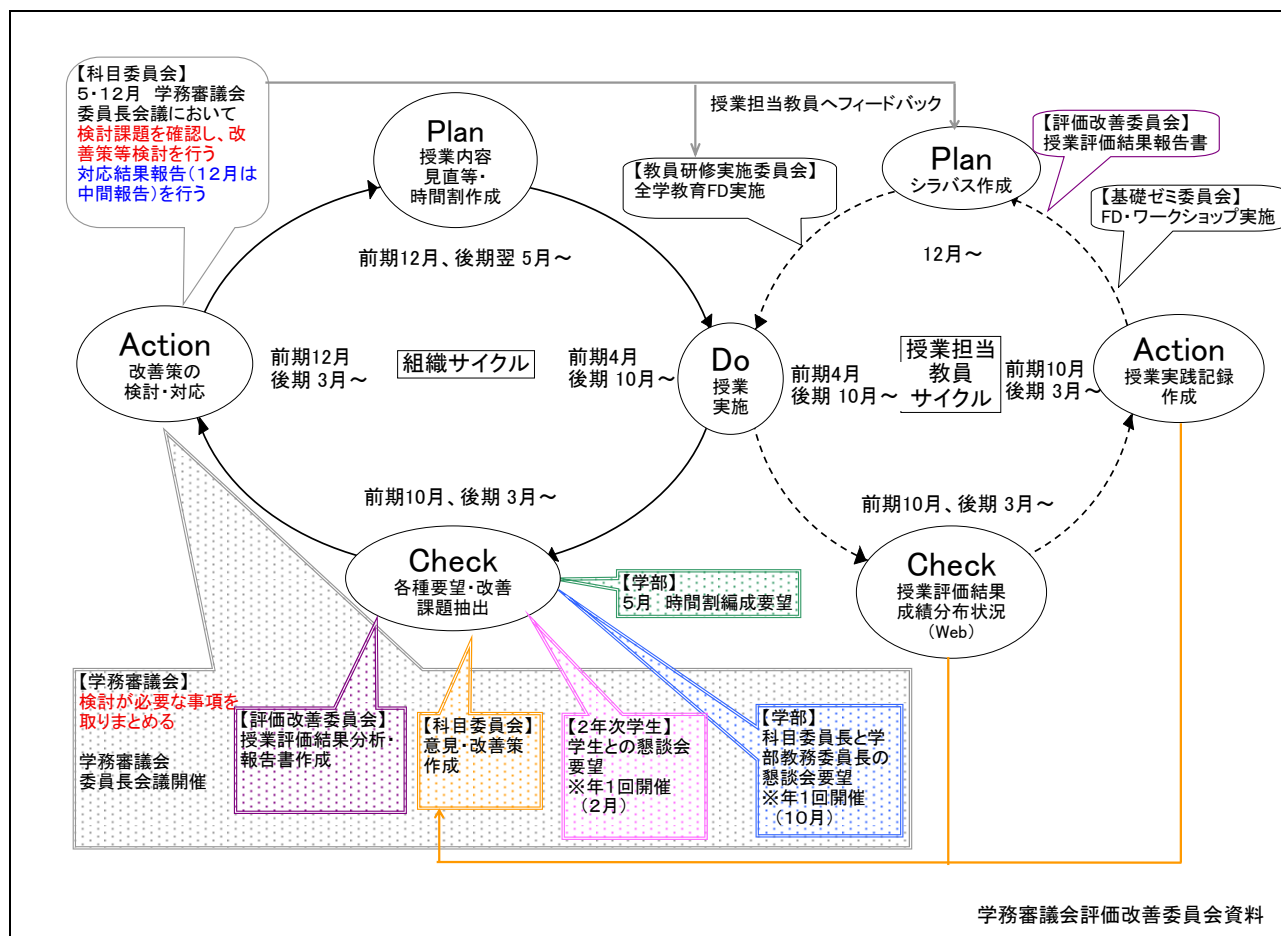 【科目委員会】
5・12月　学務審議会
委員長会議において
検討課題を確認し、改
善策等検討を行う
対応結果報告（12月は
中間報告）を行う
Plan
授業内容
見直等・
時間割作成
授業担当教員へフィードバック
【教員研修実施委員会】
全学教育FD実施
Plan
シラバス作成
【評価改善委員会】
授業評価結果報告書
【基礎ゼミ委員会】
FD・ワークショップ実施
前期12月、後期翌 5月～
12月～
Action
改善策の
検討・対応
前期12月
後期 3月～
組織サイクル
前期4月
後期 10月～
Do
授業
実施
前期4月
後期 10月～
授業担当
教員
サイクル
前期10月
後期 3月～
Action
授業実践記録
作成
前期10月、後期 3月～
前期10月、後期 3月～
Check
各種要望・改善
課題抽出
【学部】
5月　時間割編成要望
Check
授業評価結果
成績分布状況
（Web）
【学務審議会】
検討が必要な事項を
取りまとめる
学務審議会
委員長会議開催
【評価改善委員会】
授業評価結果分析・
報告書作成
【科目委員会】
意見・改善策
作成
【2年次学生】
学生との懇談会
要望
※年1回開催
（2月）
【学部】
科目委員長と学
部教務委員長の
懇談会要望
※年1回開催
（10月）
学務審議会評価改善委員会資料